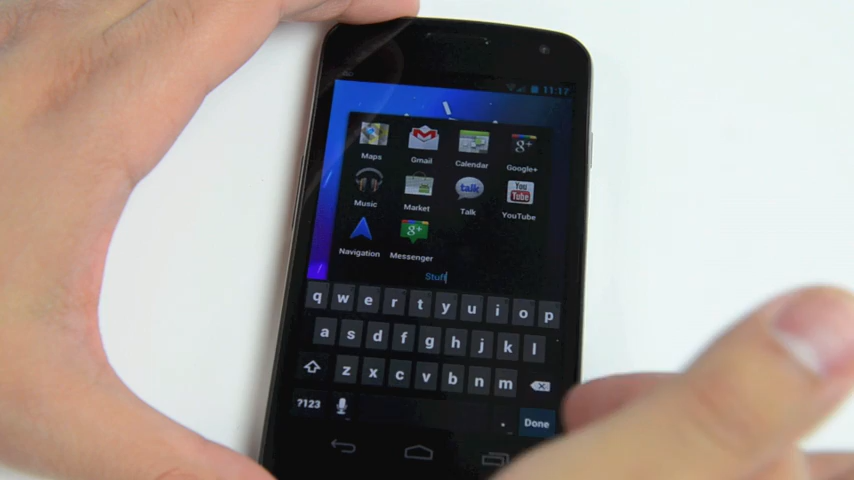 11:17
Maps Gmail Calendar Google+
Music Market Talk YouTube
Navigation Messenger
Stuff
q w e r t y u i o p
a s d f g h j k l
z x c v b n m
?123 . Done